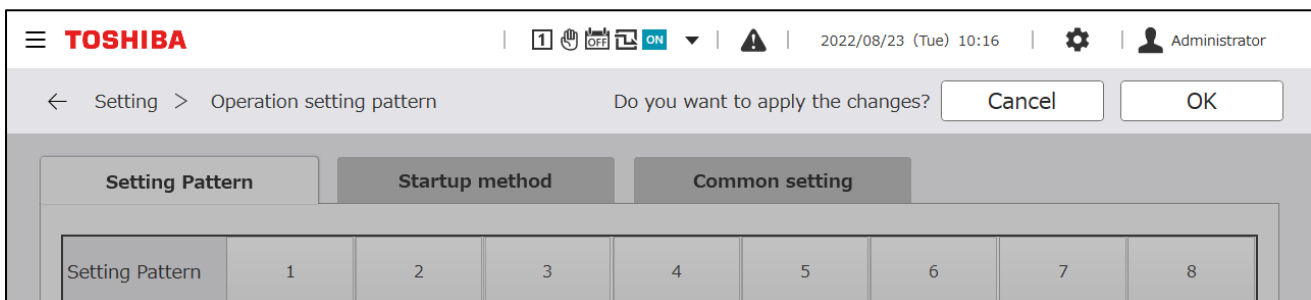 TOSHIBA 1 OFF ON 2022/08/23 (Tue) 10:16 Administrator
Setting > Operation setting pattern Do you want to apply the changes? Cancel OK
Setting Pattern Startup method Common setting
Setting Pattern 1 2 3 4 5 6 7 8